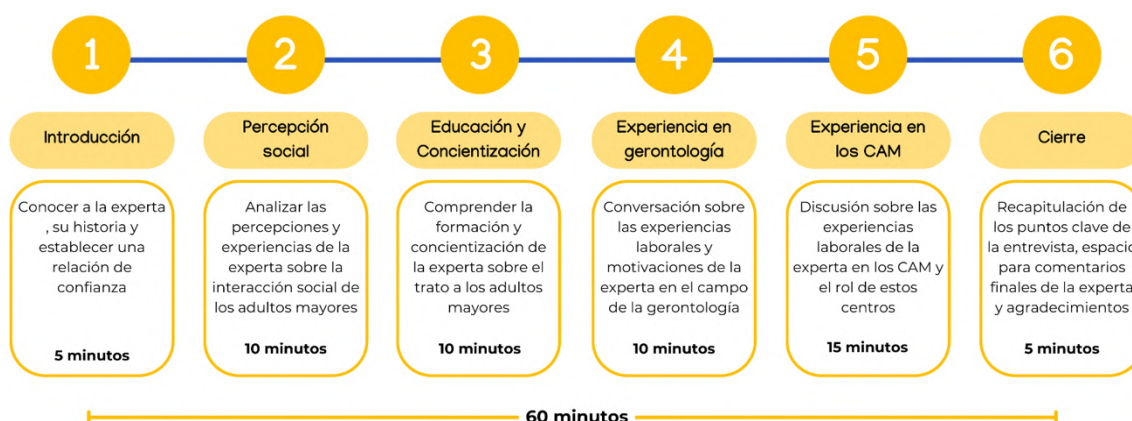 1
2
3
4
5
6
Introducción
Percepción
social
Educación y
Concientización
Experiencia en
gerontología
Experiencia en
los CAM
Cierre
Conocer a la experta
, su historia y
establecer una
relación de
confianza
5 minutos
Analizar las
percepciones y
experiencias de la
experta sobre la
interacción social de
los adultos mayores
10 minutos
Comprender la
formación y
concientización de
la experta sobre el
trato a los adultos
mayores
10 minutos
Conversación sobre
las experiencias
laborales y
motivaciones de la
experta en el campo
de la gerontología
10 minutos
Discusión sobre las
experiencias
laborales de la
experta en los CAM y
el rol de estos
centros
15 minutos
Recapitulación de
los puntos clave de
la entrevista, espacio
para comentarios
finales de la experta
y agradecimientos
5 minutos
60 minutos